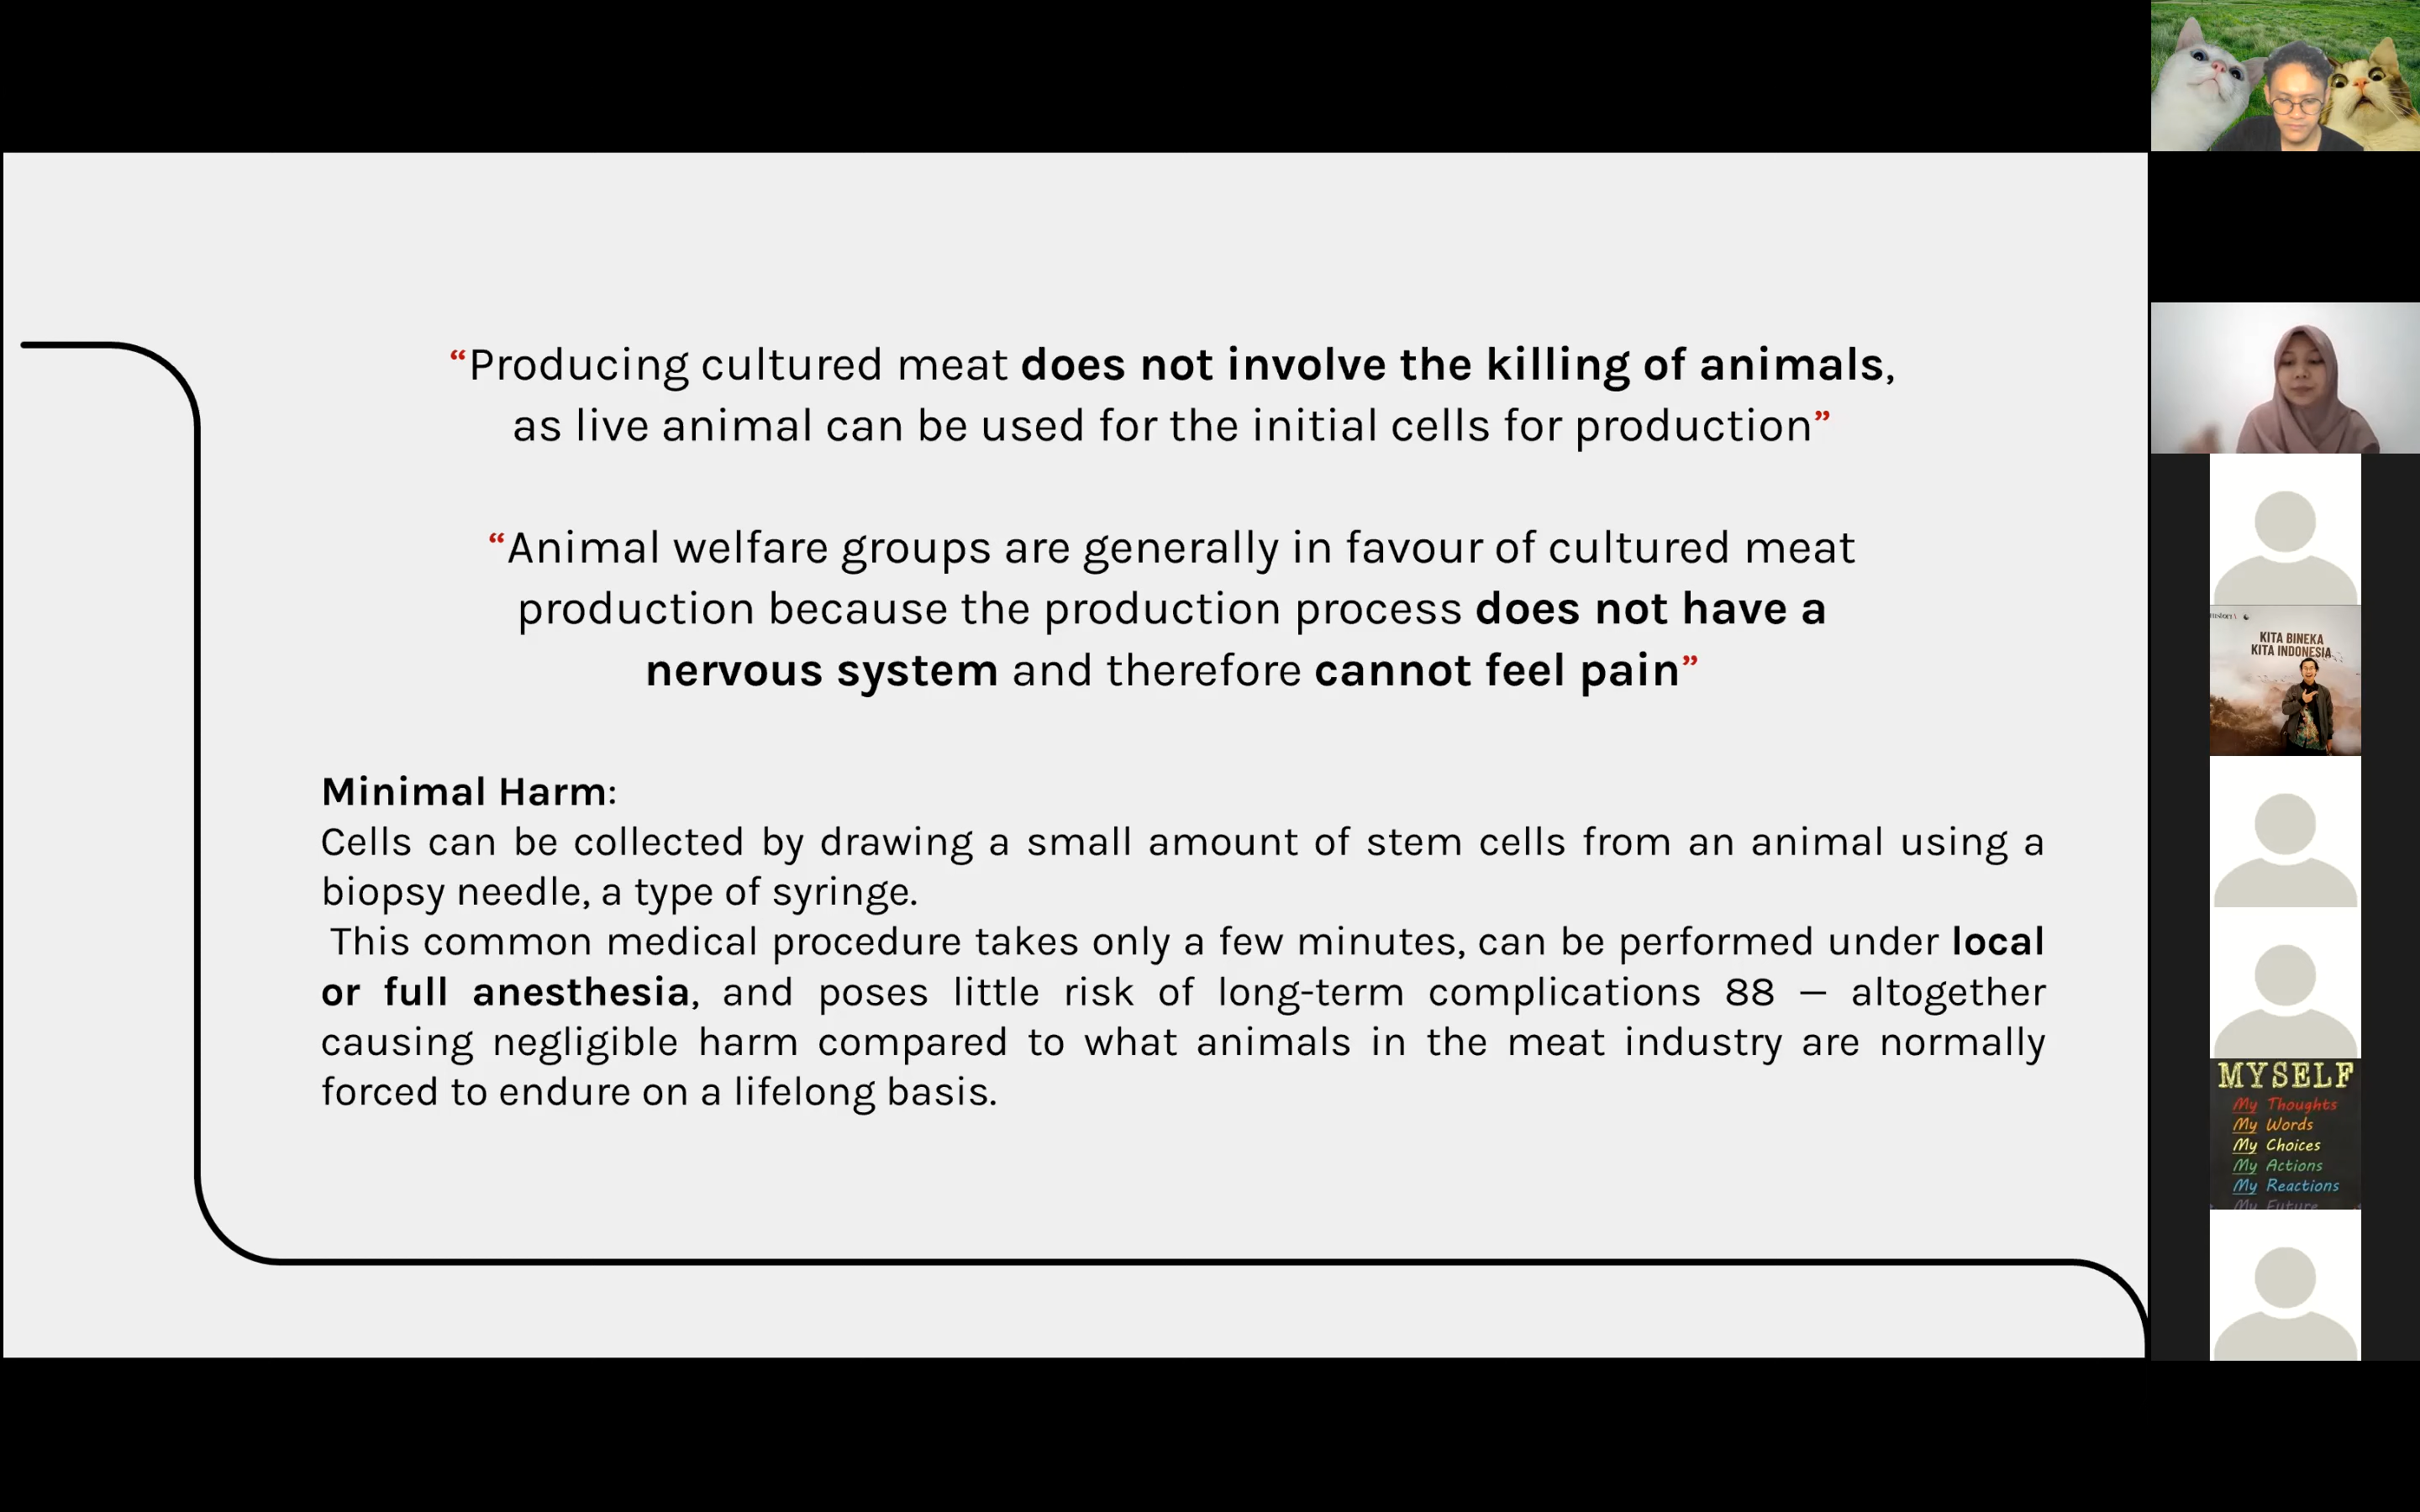 “Producing cultured meat does not involve the killing of animals,
as live animal can be used for the initial cells for production”
“Animal welfare groups are generally in favour of cultured meat
production because the production process does not have a
nervous system and therefore cannot feel pain”
Minimal Harm:
Cells can be collected by drawing a small amount of stem cells from an animal using a
biopsy needle, a type of syringe.
This common medical procedure takes only a few minutes, can be performed under local
or full anesthesia, and poses little risk of long-term complications 88 — altogether
causing negligible harm compared to what animals in the meat industry are normally
forced to endure on a lifelong basis.
KITA BINEKA
KITA INDONESIA
MYSELF
My Thoughts
My Words
My Choices
My Actions
My Reactions
My Future